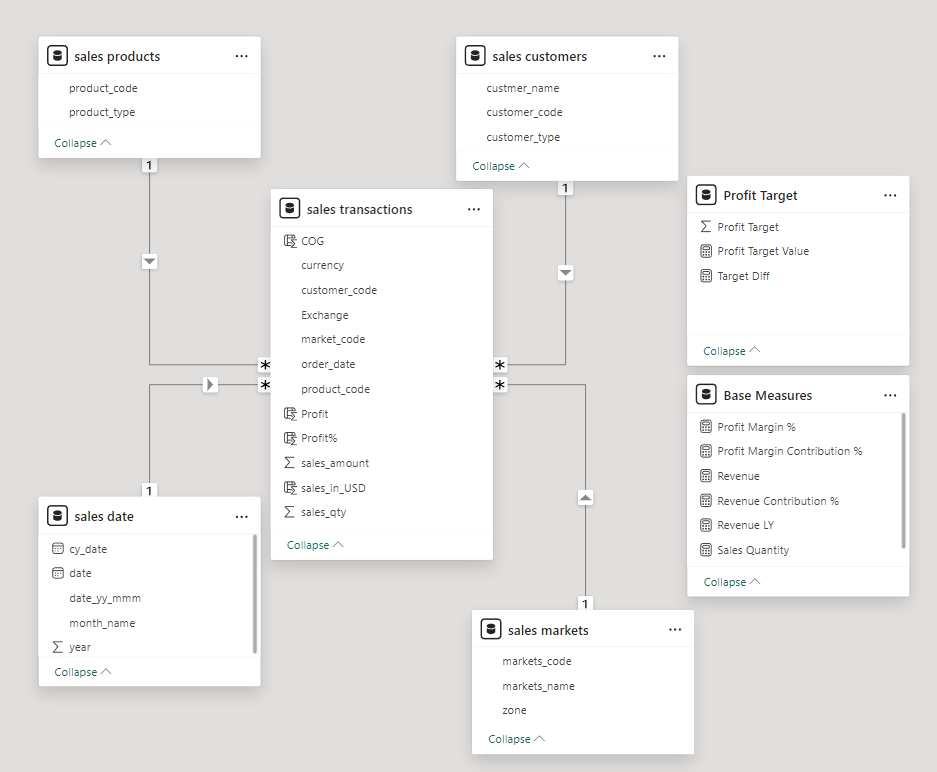 sales products
product_code
product_type
Collapse
1
sales customers
custmer_name
customer_code
customer_type
Collapse
1
sales transactions
COG
currency
customer_code
Exchange
market_code
order_date
product_code
Profit
Profit%
sales_amount
sales_in_USD
sales_qty
Collapse
*
*
*
*
Profit Target
Profit Target
Profit Target Value
Target Diff
Collapse
Base Measures
Profit Margin %
Profit Margin Contribution %
Revenue
Revenue Contribution %
Revenue LY
Sales Quantity
Collapse
1
sales date
cy_date
date
date_yy_mmm
month_name
year
Collapse
1
sales markets
markets_code
markets_name
zone
Collapse